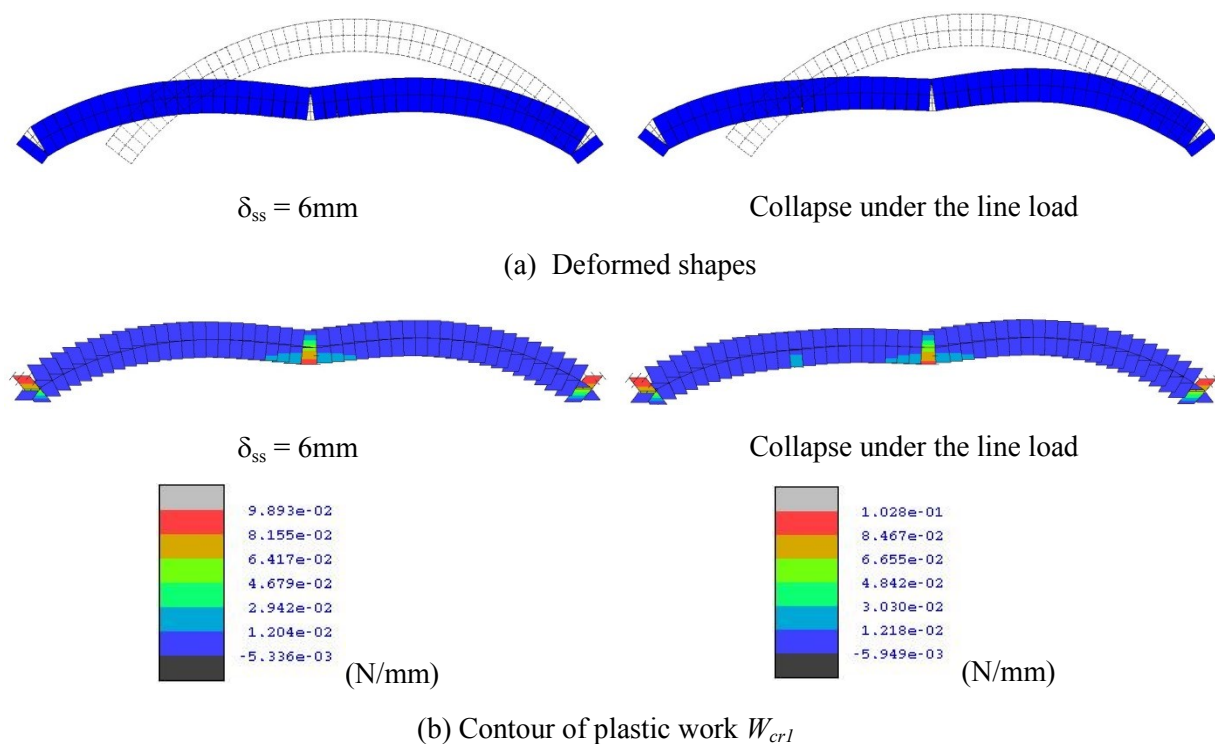 δss = 6mm
Collapse under the line load
(a) Deformed shapes
δss = 6mm
Collapse under the line load
9.893e-02
8.155e-02
6.417e-02
4.679e-02
2.942e-02
1.204e-02
-5.336e-03
(N/mm)
1.028e-01
8.467e-02
6.655e-02
4.842e-02
3.030e-02
1.218e-02
-5.949e-03
(N/mm)
(b) Contour of plastic work Wcr1